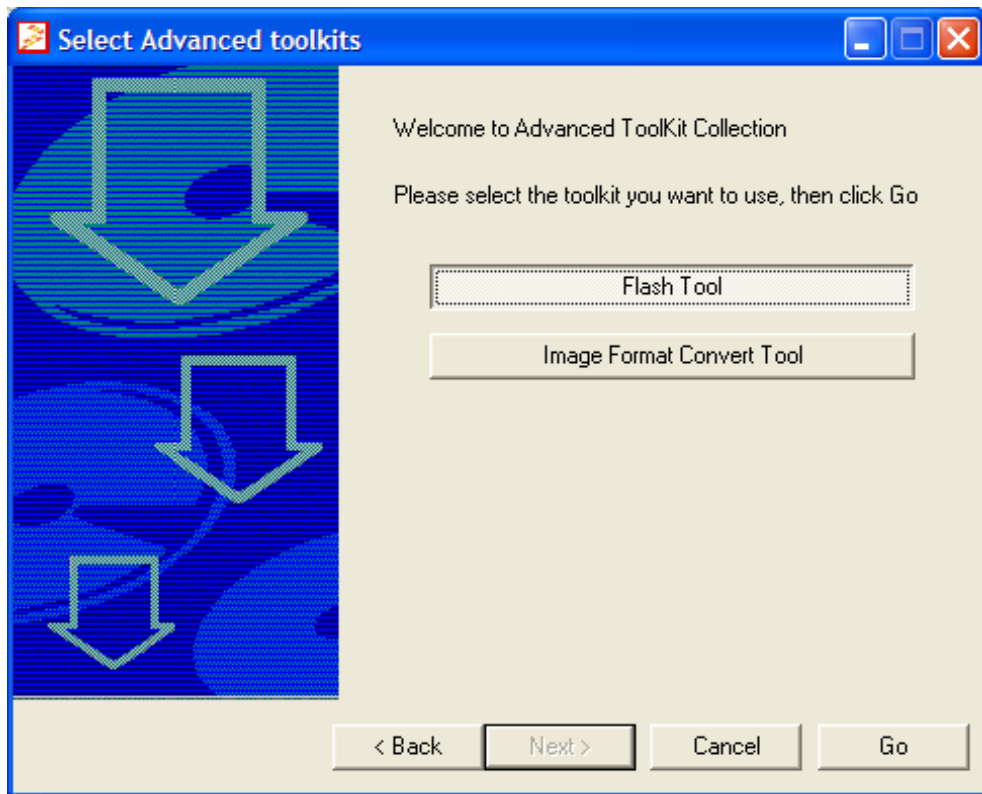 Select Advanced toolkits
Welcome to Advanced ToolKit Collection
Please select the toolkit you want to use, then click Go
Flash Tool
Image Format Convert Tool
< Back
Next >
Cancel
Go